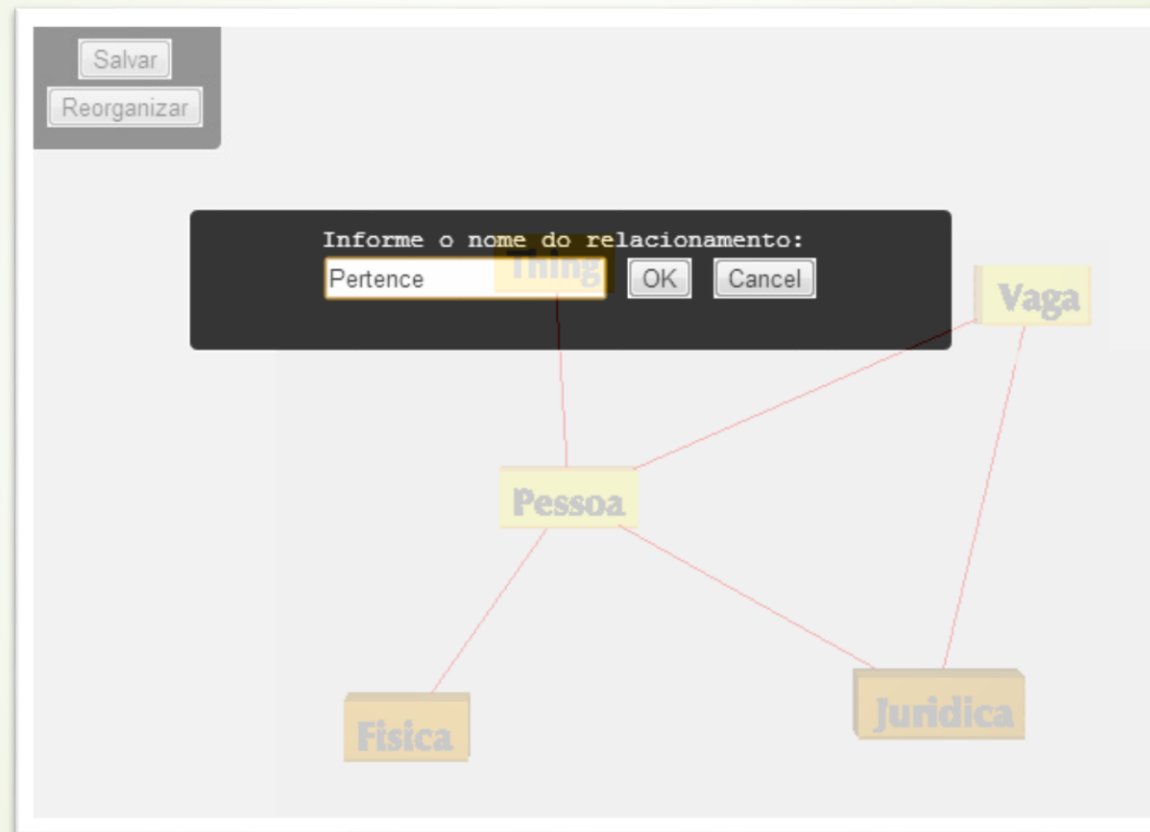 Salvar
Reorganizar
Informe o nome do relacionamento:
Thing
Pertence
OK
Cancel
Vaga
Pessoa
Fisica
Juridica